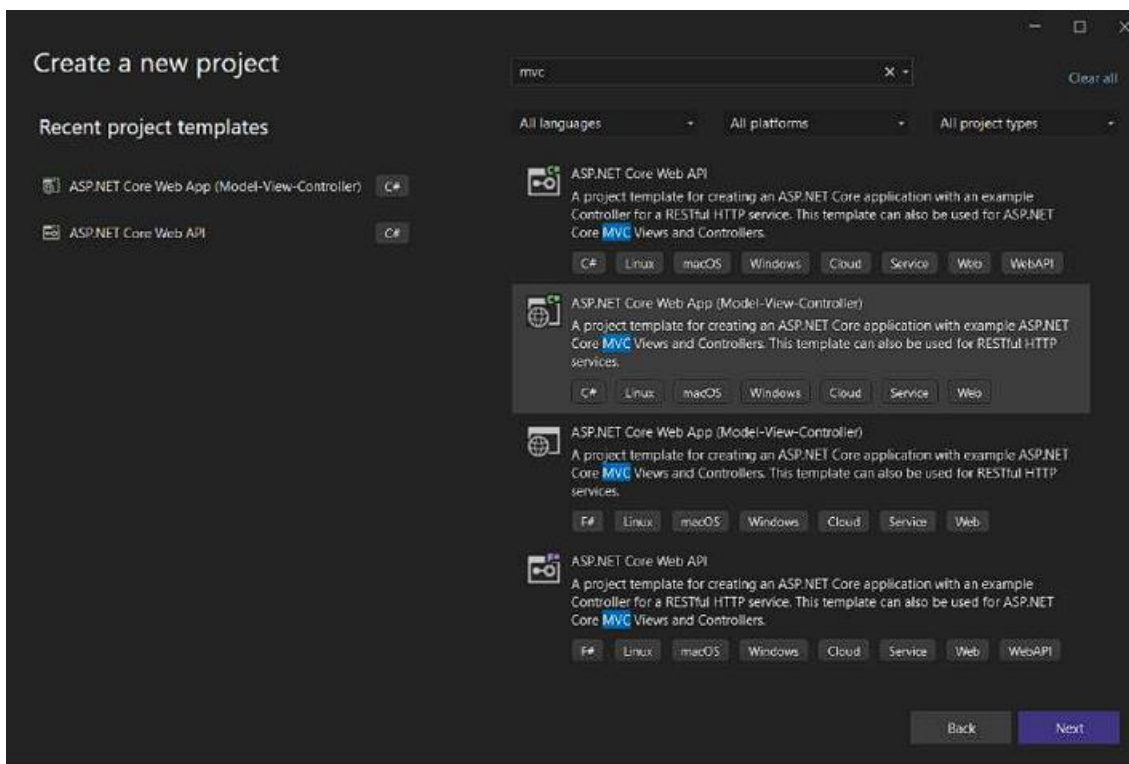 Create a new project
Recent project templates
ASP.NET Core Web App (Model-View-Controller) C#
ASP.NET Core Web API C#
mvc
Clear all
All languages All platforms All project types
C#
ASP.NET Core Web API
A project template for creating an ASP.NET Core application with an example
Controller for a RESTful HTTP service. This template can also be used for ASP.NET
Core MVC Views and Controllers.
C# Linux macOS Windows Cloud Service Web WebAPI
C#
ASP.NET Core Web App (Model-View-Controller)
A project template for creating an ASP.NET Core application with example ASP.NET
Core MVC Views and Controllers. This template can also be used for RESTful HTTP
services.
C# Linux macOS Windows Cloud Service Web
ASP.NET Core Web App (Model-View-Controller)
A project template for creating an ASP.NET Core application with example ASP.NET
Core MVC Views and Controllers. This template can also be used for RESTful HTTP
services.
F# Linux macOS Windows Cloud Service Web
F#
ASP.NET Core Web API
A project template for creating an ASP.NET Core application with an example
Controller for a RESTful HTTP service. This template can also be used for ASP.NET
Core MVC Views and Controllers.
F# Linux macOS Windows Cloud Service Web WebAPI
Back Next